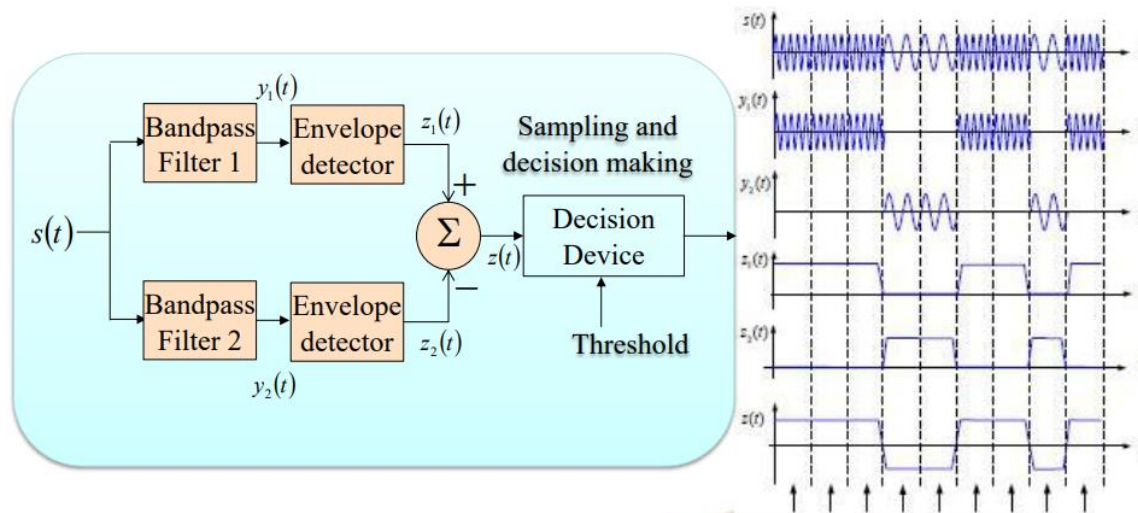 y₁(t)
Bandpass
Filter 1
Envelope
detector
z₁(t)
Sampling and
decision making
+
s(t)
Σ
z(t)
Decision
Device
−
Bandpass
Filter 2
Envelope
detector
z₂(t)
Threshold
y₂(t)
s(t)
y₁(t)
y₂(t)
z₁(t)
z₂(t)
z(t)